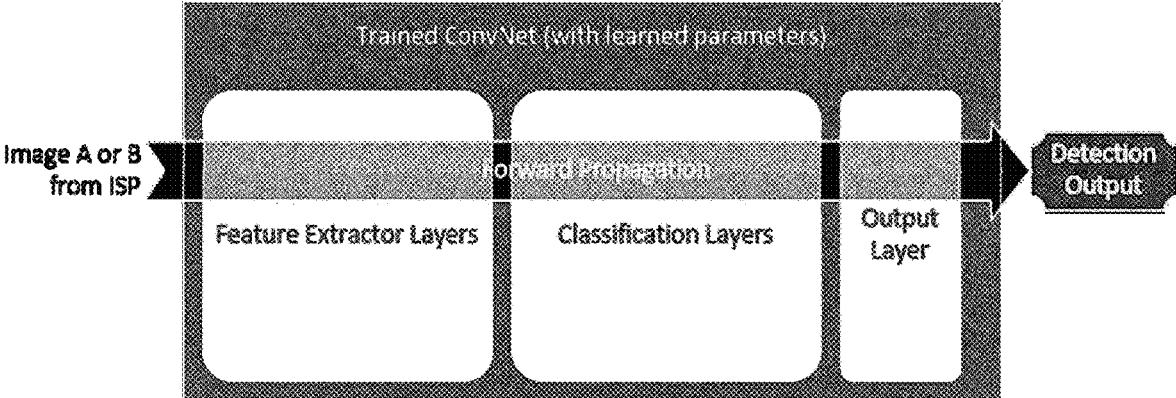 Trained ConvNet (with learned parameters)
Image A or B
from ISP
Forward Propagation
Detection
Output
Feature Extractor Layers
Classification Layers
Output
Layer